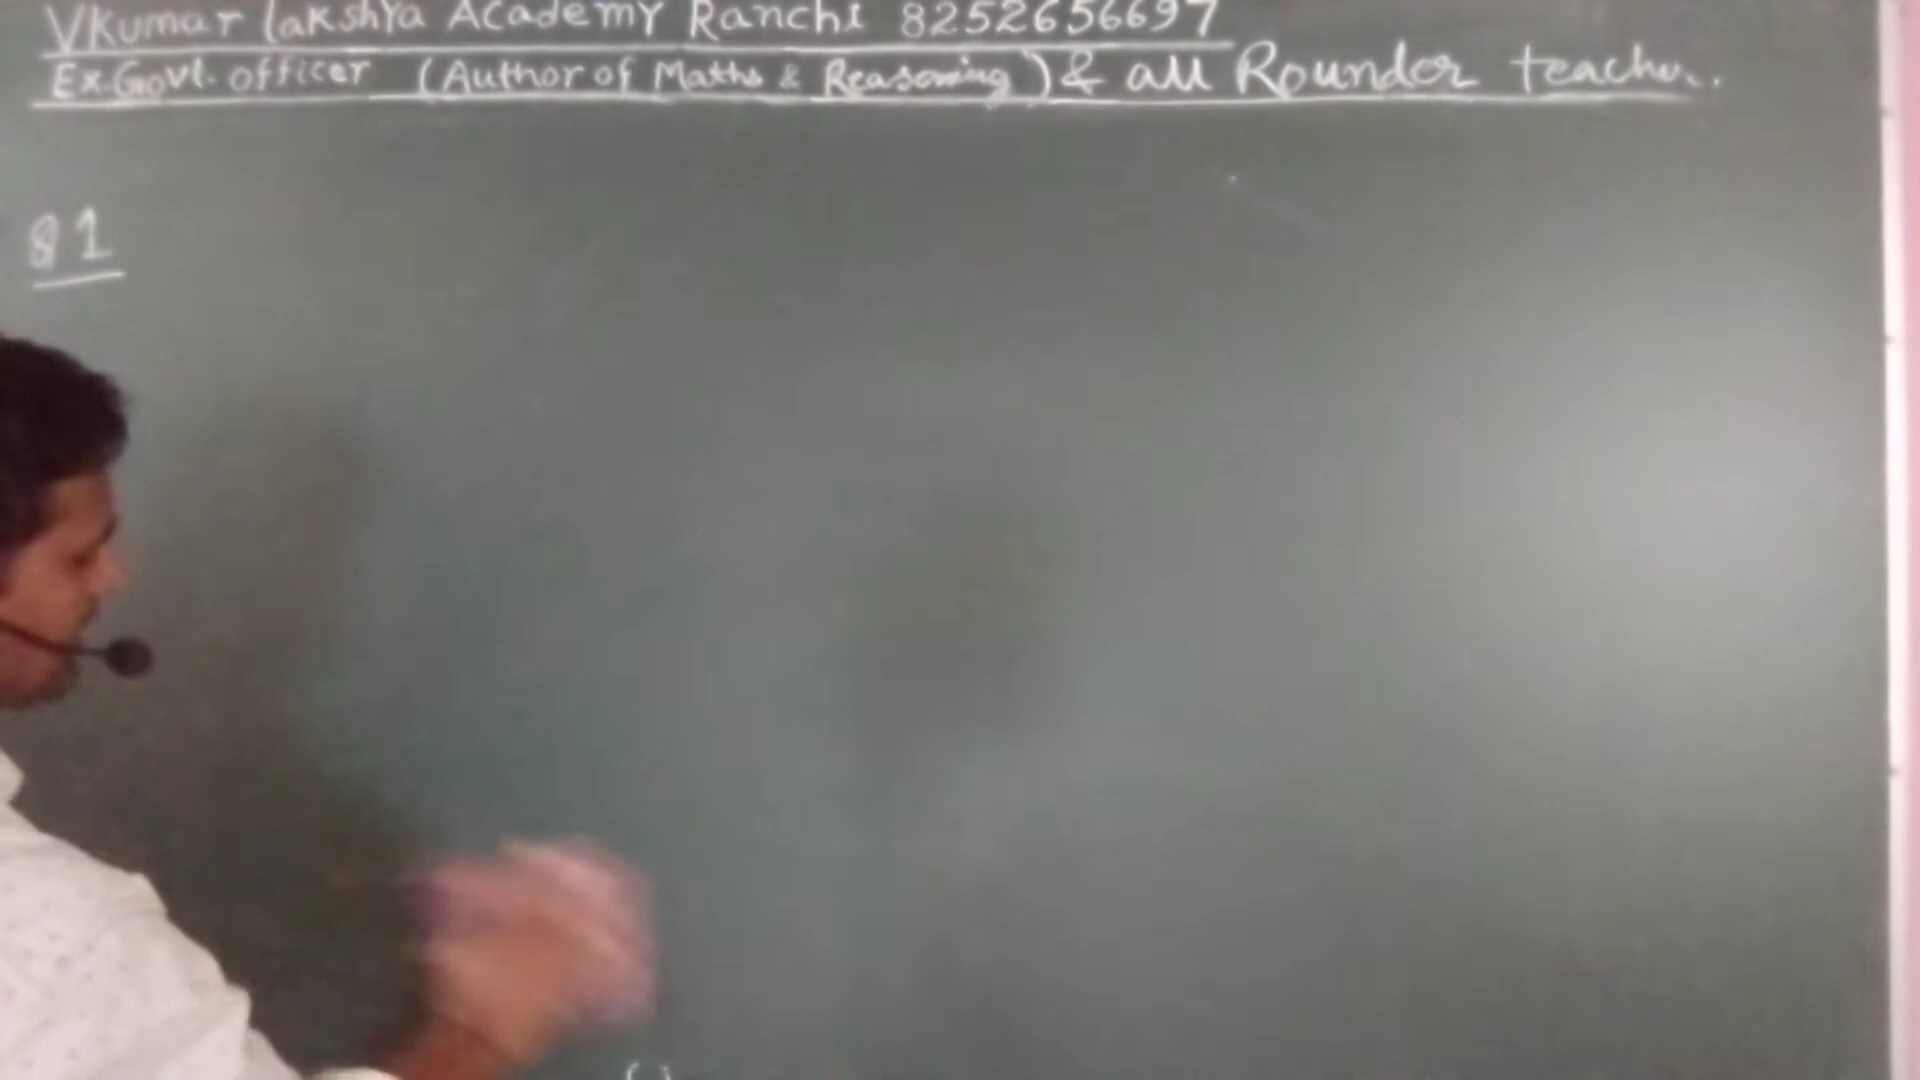 VKumar Lakshya Academy Ranchi 8252656697
Ex.Govt. officer (Author of Maths & Reasoning) & all Rounder teacher.
81